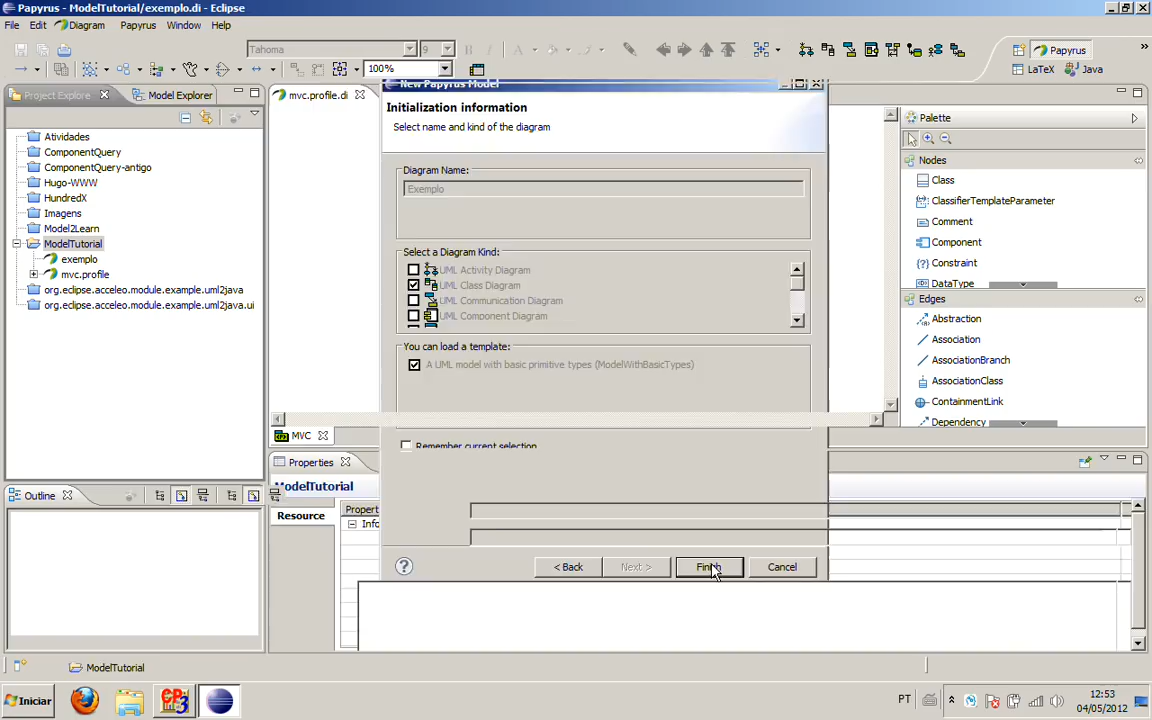 Papyrus - ModelTutorial/exemplo.di - Eclipse
File Edit Diagram Papyrus Window Help
Tahoma 9 B I A
100%
Papyrus
LaTeX Java
Project Explore Model Explorer
mvc.profile.di
Atividades
ComponentQuery
ComponentQuery-antigo
Hugo-WWW
HundredX
Imagens
Model2Learn
ModelTutorial
exemplo
mvc.profile
org.eclipse.acceleo.module.example.uml2java
org.eclipse.acceleo.module.example.uml2java.ui
New Papyrus Model
Initialization information
Select name and kind of the diagram
Diagram Name:
Exemplo
Select a Diagram Kind:
UML Activity Diagram
UML Class Diagram
UML Communication Diagram
UML Component Diagram
You can load a template:
A UML model with basic primitive types (ModelWithBasicTypes)
Remember current selection
< Back Next > Finish Cancel
Palette
Nodes
Class
ClassifierTemplateParameter
Comment
Component
Constraint
DataType
Edges
Abstraction
Association
AssociationBranch
AssociationClass
ContainmentLink
Dependency
MVC
Properties
ModelTutorial
Resource
Propert
Info
Outline
ModelTutorial
Iniciar
PT
12:53
04/05/2012